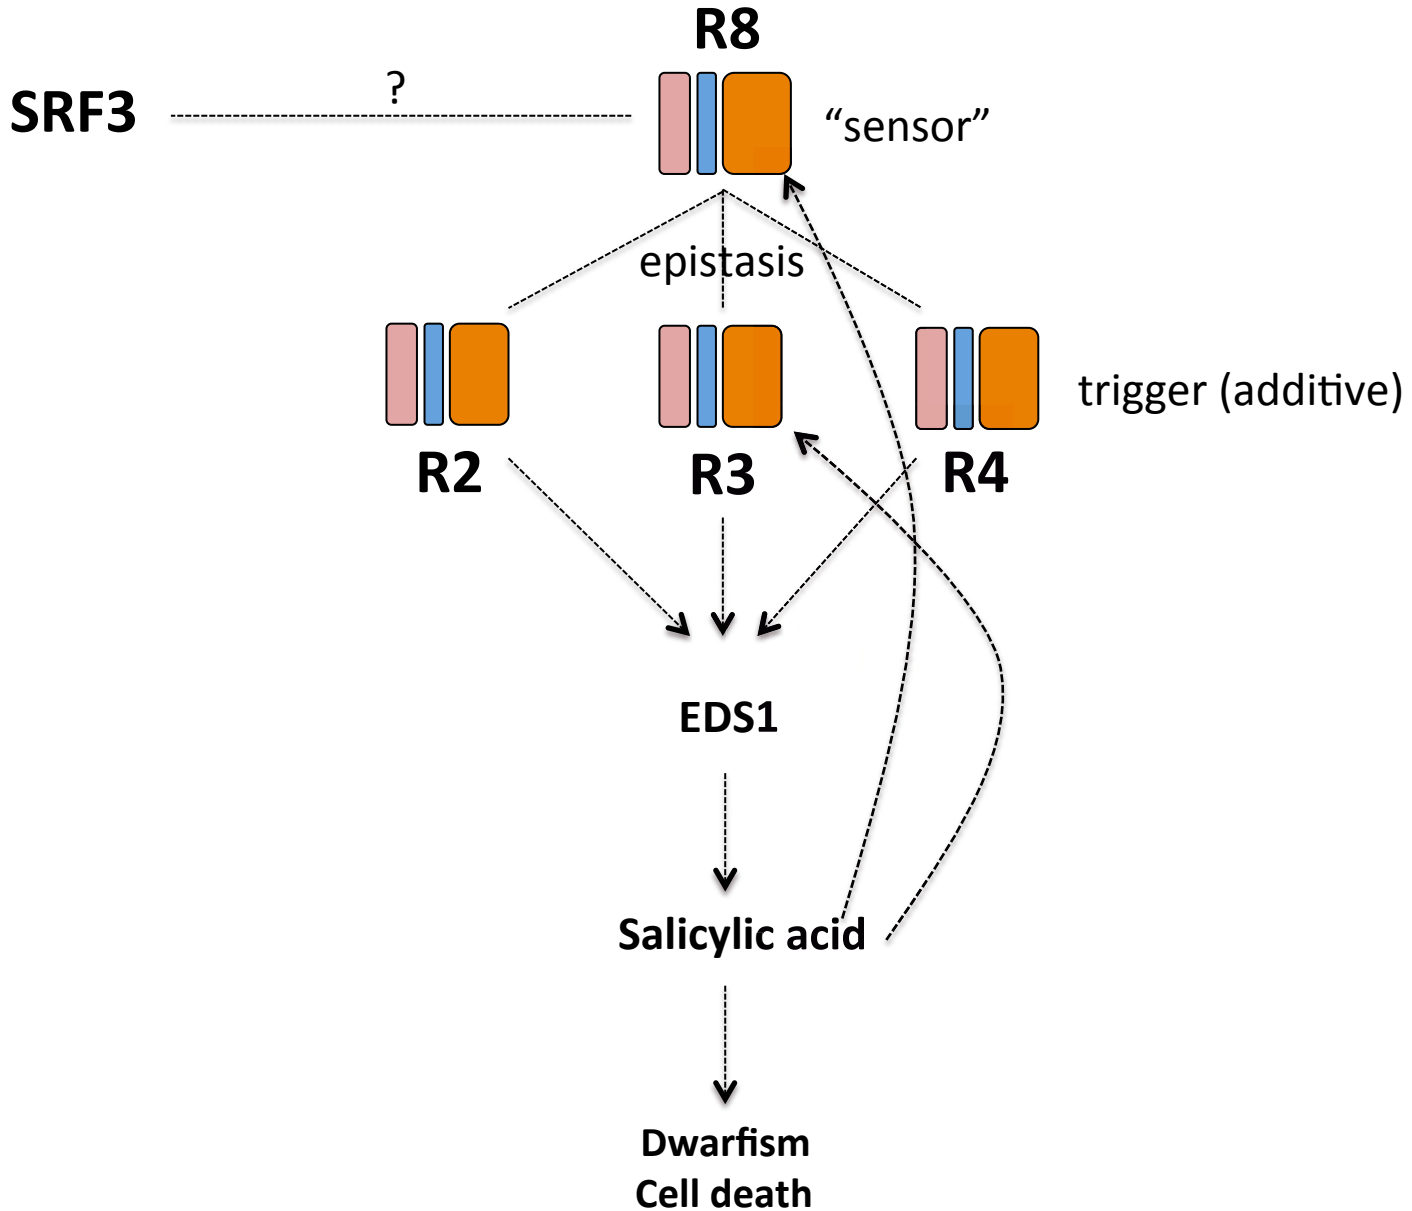 R8
SRF3
?
“sensor”
epistasis
trigger (additive)
R2
R3
R4
EDS1
Salicylic acid
Dwarfism
Cell death